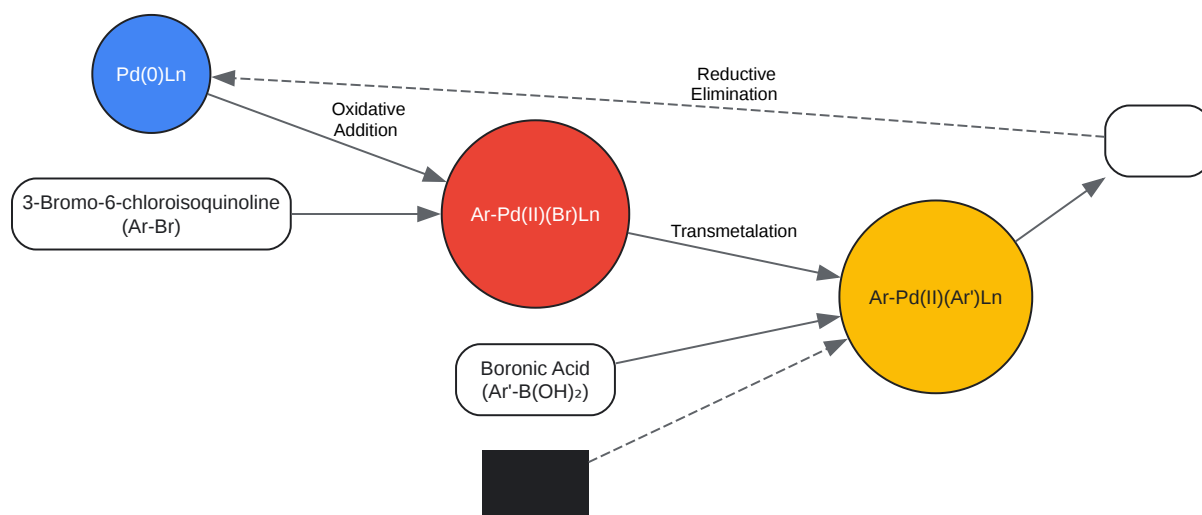 Pd(0)Ln
Reductive
Elimination
Oxidative
Addition
3-Bromo-6-chloroisoquinoline
(Ar-Br)
Ar-Pd(II)(Br)Ln
Transmetalation
Ar-Pd(II)(Ar')Ln
Boronic Acid
(Ar'-B(OH)₂)